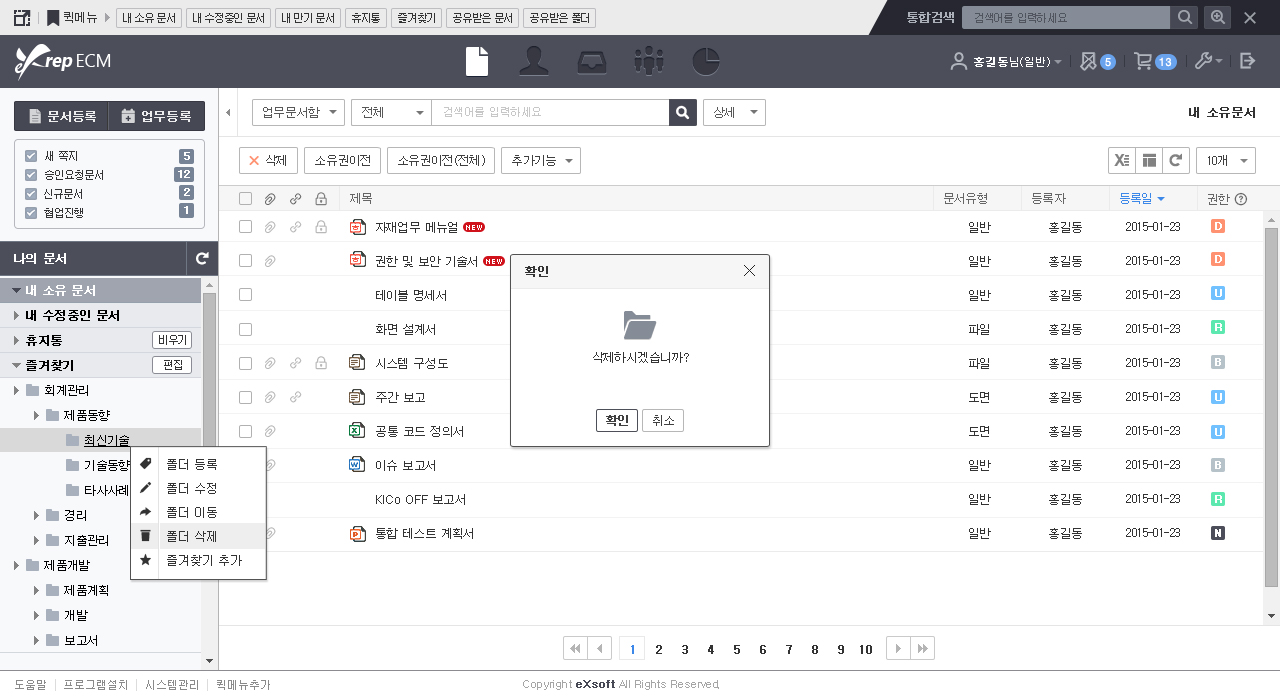 퀵메뉴 내 소유 문서 내 수정중인 문서 내 만기 문서 휴지통 즐겨찾기 공유받은 문서 공유받은 폴더 통합검색 검색어를 입력하세요
Xrep ECM 홍길동님(일반) 5 13
문서등록 업무등록
새 쪽지 5
승인요청문서 12
신규문서 2
협업진행 1
나의 문서
내 소유 문서
내 수정중인 문서
휴지통 비우기
즐겨찾기 편집
회계관리
제품동향
최신기술
기술동향
타사사례
경리
지출관리
제품개발
제품계획
개발
보고서
폴더 등록
폴더 수정
폴더 이동
폴더 삭제
즐겨찾기 추가
업무문서함 전체 검색어를 입력하세요 상세 내 소유문서
삭제 소유권이전 소유권이전(전체) 추가기능 10개
제목 문서유형 등록자 등록일 권한
자재업무 메뉴얼 NEW 일반 홍길동 2015-01-23 D
권한 및 보안 기술서 NEW 일반 홍길동 2015-01-23 D
테이블 명세서 일반 홍길동 2015-01-23 U
화면 설계서 파일 홍길동 2015-01-23 R
시스템 구성도 파일 홍길동 2015-01-23 B
주간 보고 도면 홍길동 2015-01-23 U
공통 코드 정의서 도면 홍길동 2015-01-23 U
이슈 보고서 일반 홍길동 2015-01-23 B
KICo OFF 보고서 일반 홍길동 2015-01-23 R
통합 테스트 계획서 일반 홍길동 2015-01-23 N
확인
삭제하시겠습니까?
확인 취소
1 2 3 4 5 6 7 8 9 10
도움말 프로그램설치 시스템관리 퀵메뉴추가 Copyright eXsoft All Rights Reserved.